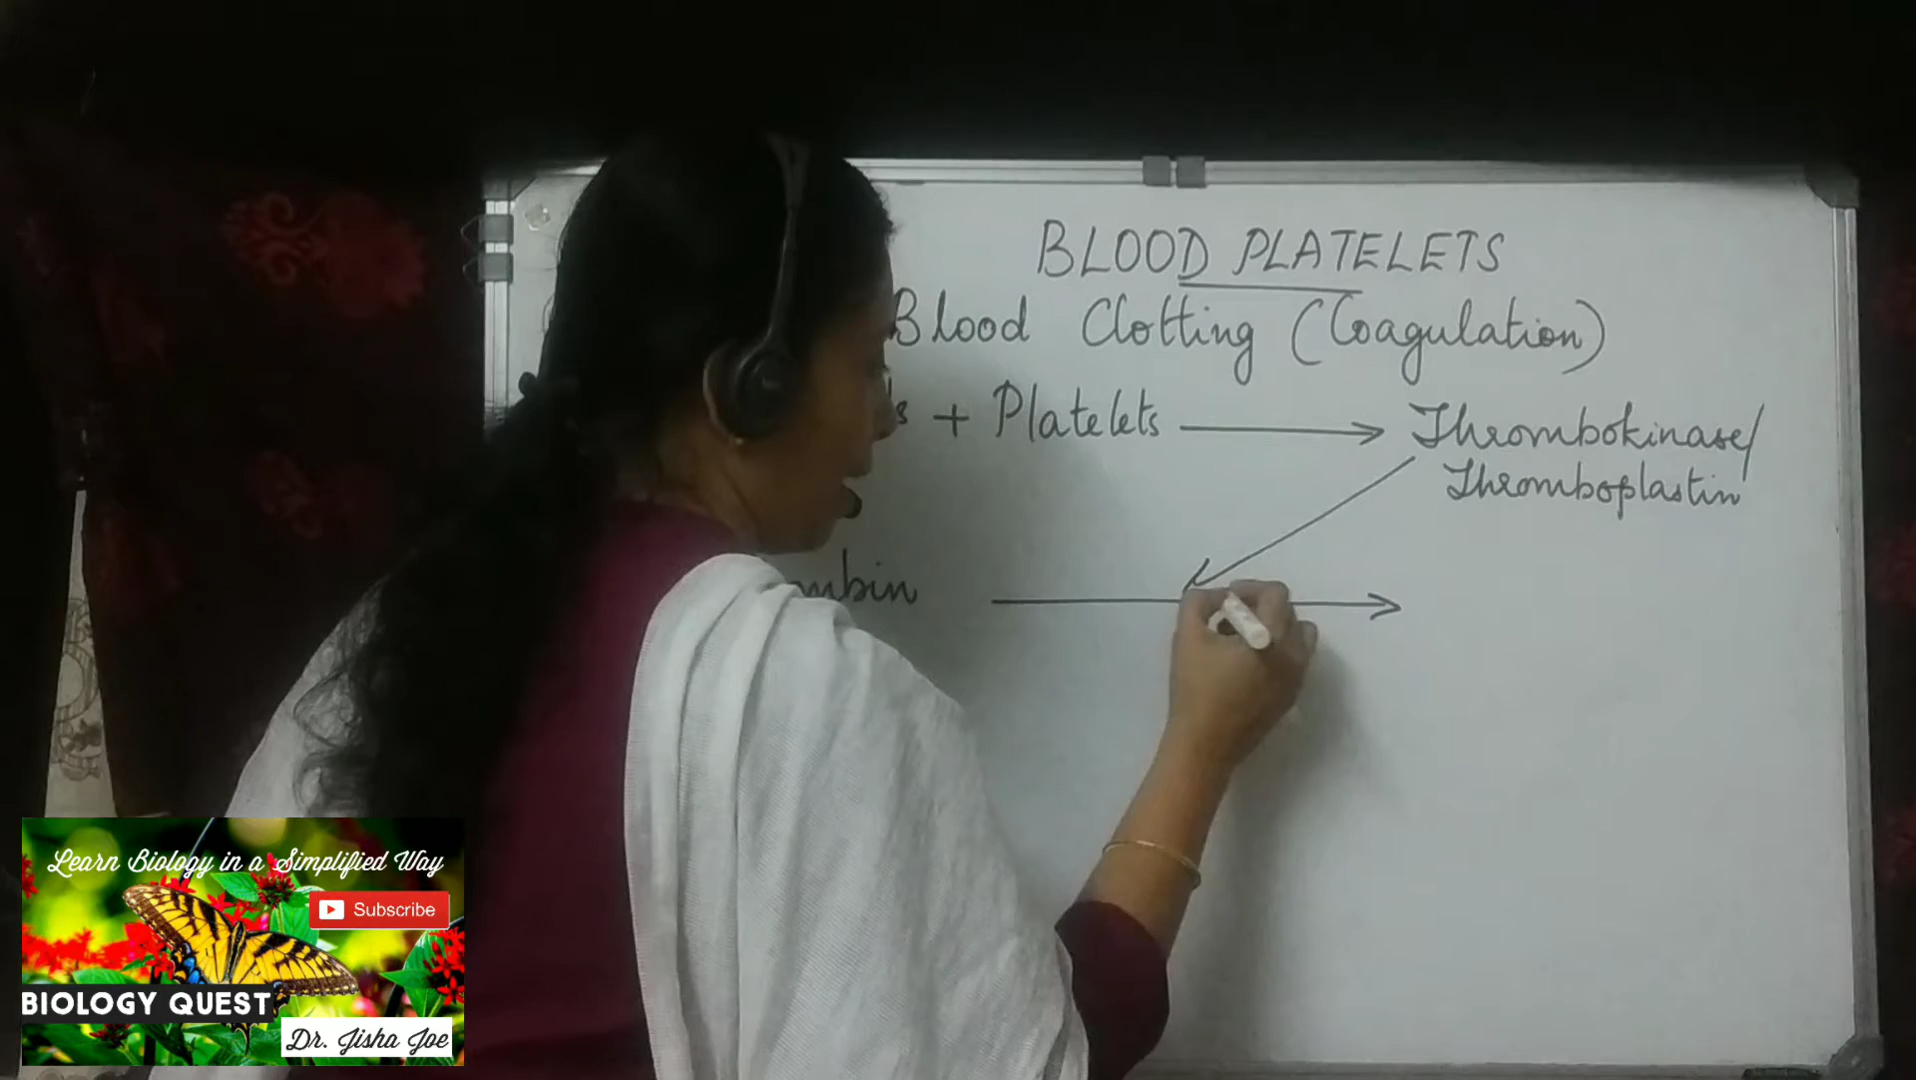 BLOOD PLATELETS
Blood Clotting (Coagulation)
+ Platelets → Thrombokinase/
Thromboplastin
mbin →
Learn Biology in a Simplified Way
Subscribe
BIOLOGY QUEST
Dr. Jisha Joe